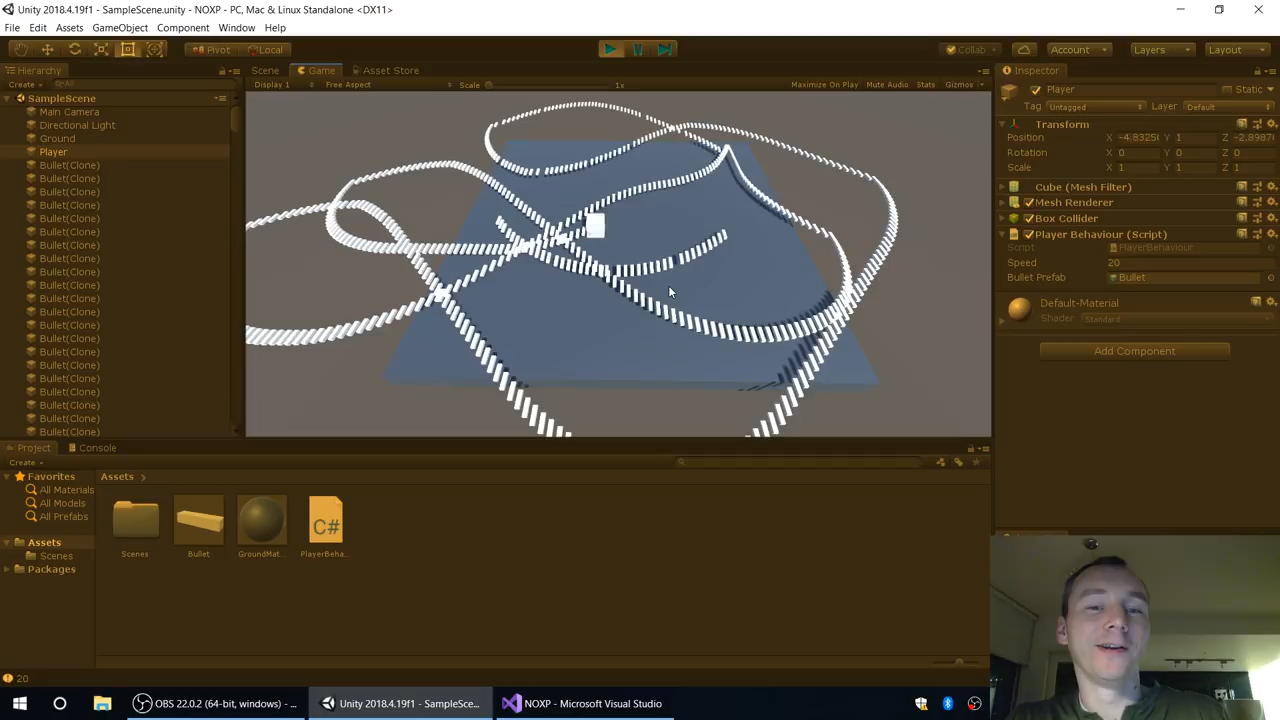 Unity 2018.4.19f1 - SampleScene.unity - NOXP - PC, Mac & Linux Standalone <DX11>
File Edit Assets GameObject Component Window Help
Pivot Local Collab Account Layers Layout
Hierarchy Scene Game Asset Store Inspector
Create All Display 1 Free Aspect Scale 1x Maximize On Play Mute Audio Stats Gizmos Player Static
SampleScene
Tag Untagged Layer Default
Main Camera
Directional Light Transform
Ground Position X -4.8325 Y 1 Z -2.8987
Player Rotation X 0 Y 0 Z 0
Bullet(Clone) Scale X 1 Y 1 Z 1
Bullet(Clone)
Bullet(Clone) Cube (Mesh Filter)
Bullet(Clone) Mesh Renderer
Bullet(Clone) Box Collider
Bullet(Clone) Player Behaviour (Script)
Bullet(Clone) Script PlayerBehaviour
Bullet(Clone) Speed 20
Bullet(Clone) Bullet Prefab Bullet
Bullet(Clone)
Bullet(Clone) Default-Material
Bullet(Clone) Shader Standard
Bullet(Clone)
Bullet(Clone) Add Component
Bullet(Clone)
Bullet(Clone)
Bullet(Clone)
Bullet(Clone)
Bullet(Clone)
Bullet(Clone)
Bullet(Clone)
Project Console
Create
Favorites Assets
All Materials
All Models
All Prefabs
Assets
Scenes
Packages
C#
Scenes Bullet GroundMat... PlayerBeha...
20
OBS 22.0.2 (64-bit, windows) - ... Unity 2018.4.19f1 - SampleSce... NOXP - Microsoft Visual Studio